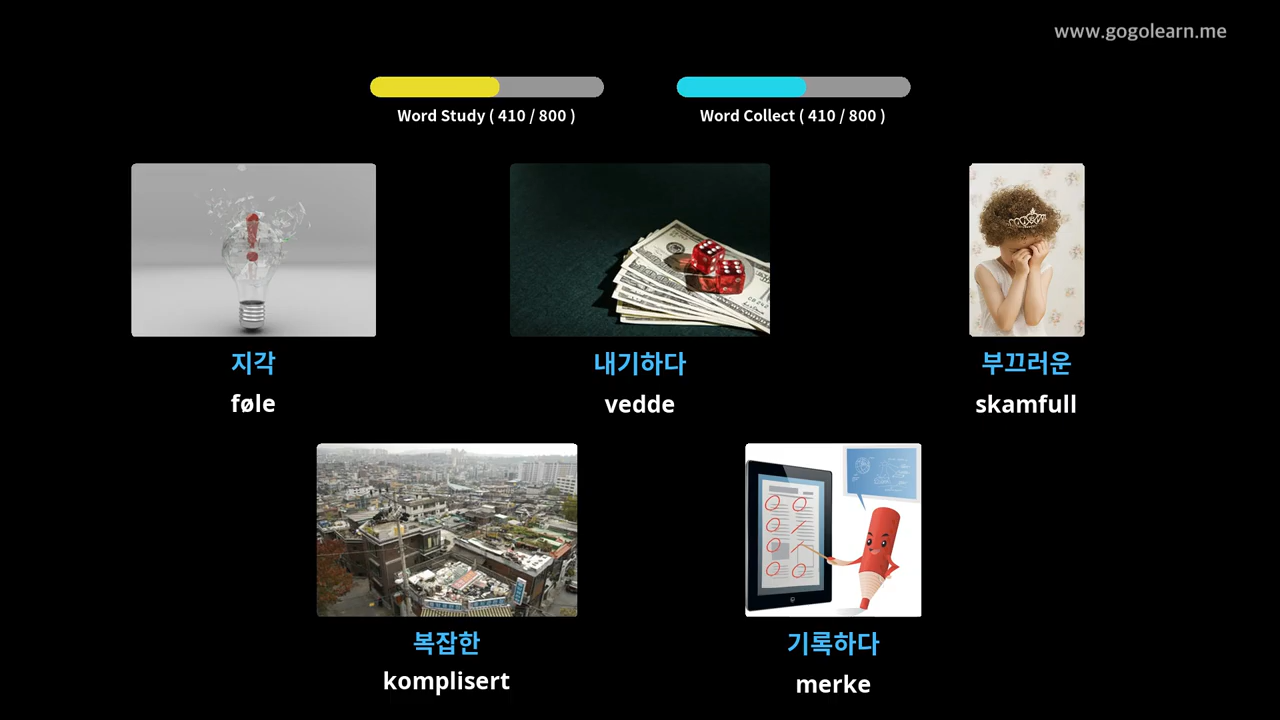 www.gogolearn.me
Word Study ( 410 / 800 )
Word Collect ( 410 / 800 )
지각
føle
내기하다
vedde
부끄러운
skamfull
복잡한
komplisert
기록하다
merke